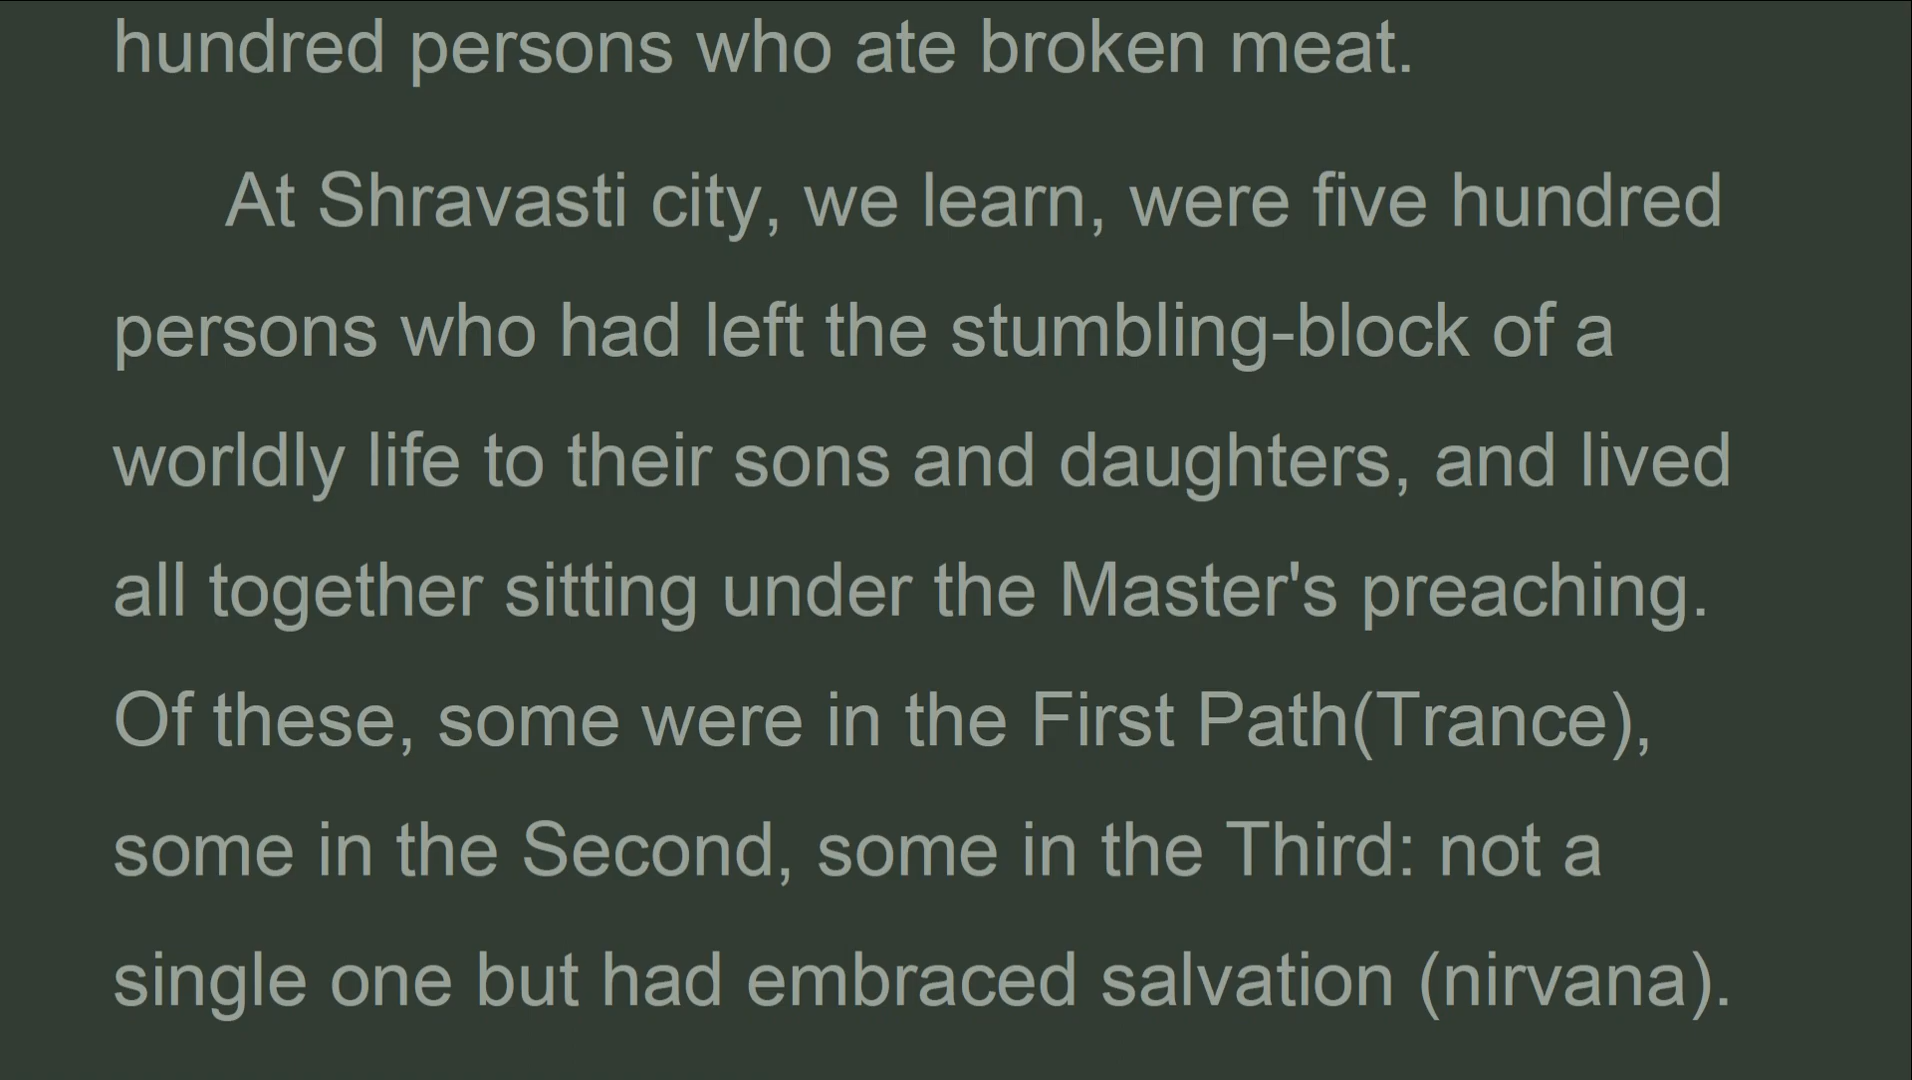 hundred persons who ate broken meat.
At Shravasti city, we learn, were five hundred
persons who had left the stumbling-block of a
worldly life to their sons and daughters, and lived
all together sitting under the Master's preaching.
Of these, some were in the First Path(Trance),
some in the Second, some in the Third: not a
single one but had embraced salvation (nirvana).